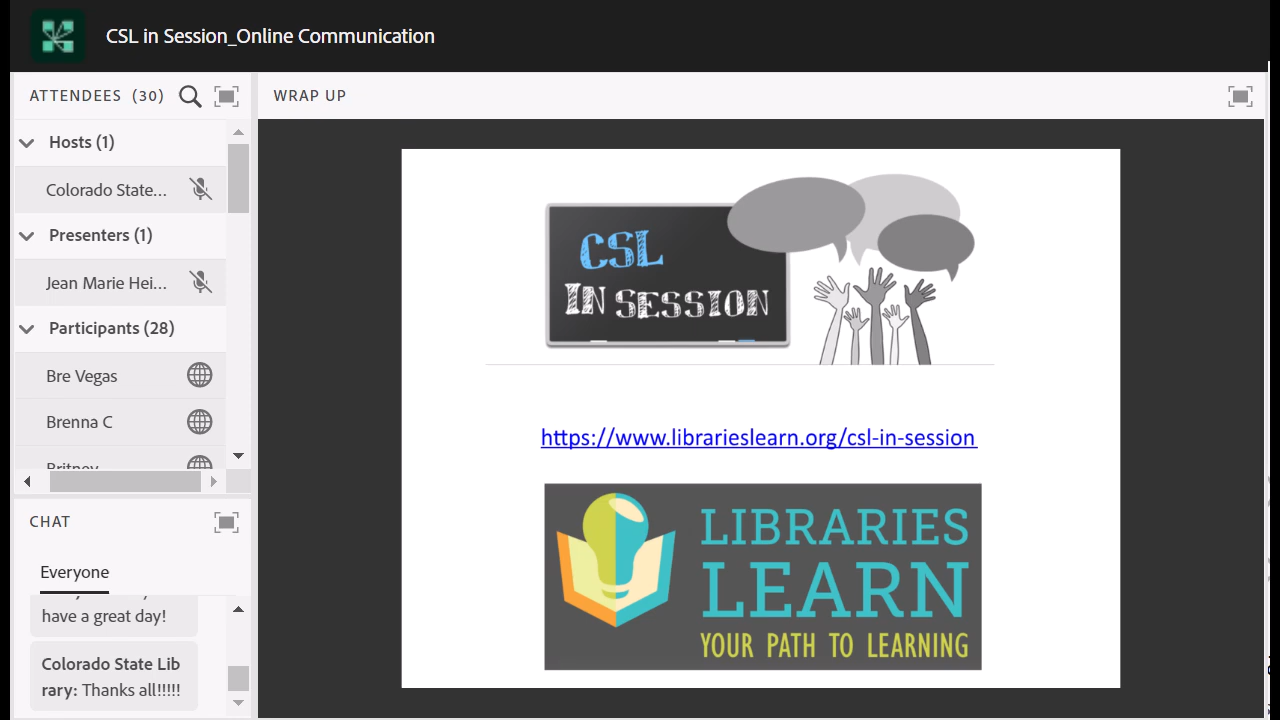 CSL in Session_Online Communication
ATTENDEES (30)
Hosts (1)
Colorado State...
Presenters (1)
Jean Marie Hei...
Participants (28)
Bre Vegas
Brenna C
Britney
CHAT
Everyone
have a great day!
Colorado State Lib
rary: Thanks all!!!!!
WRAP UP
CSL
IN SESSION
https://www.librarieslearn.org/csl-in-session
LIBRARIES
LEARN
YOUR PATH TO LEARNING